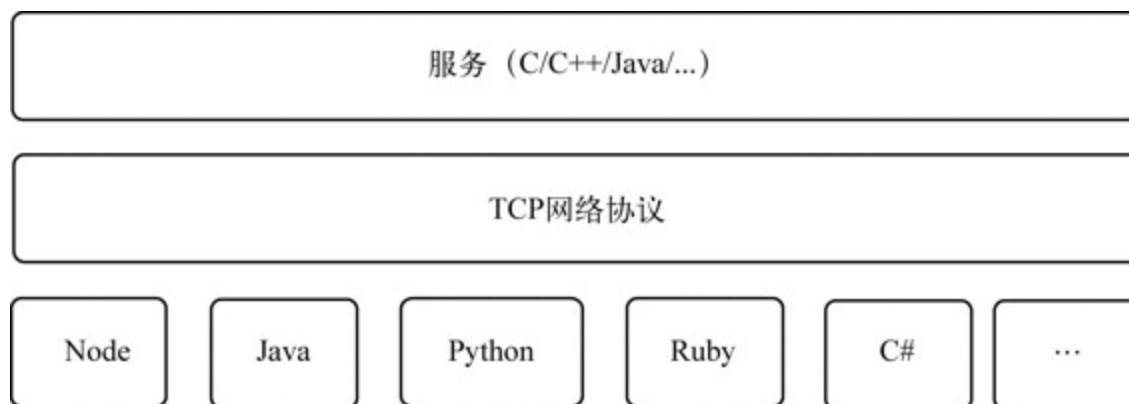 服务（C/C++/Java/...）
TCP网络协议
Node Java Python Ruby C# ...